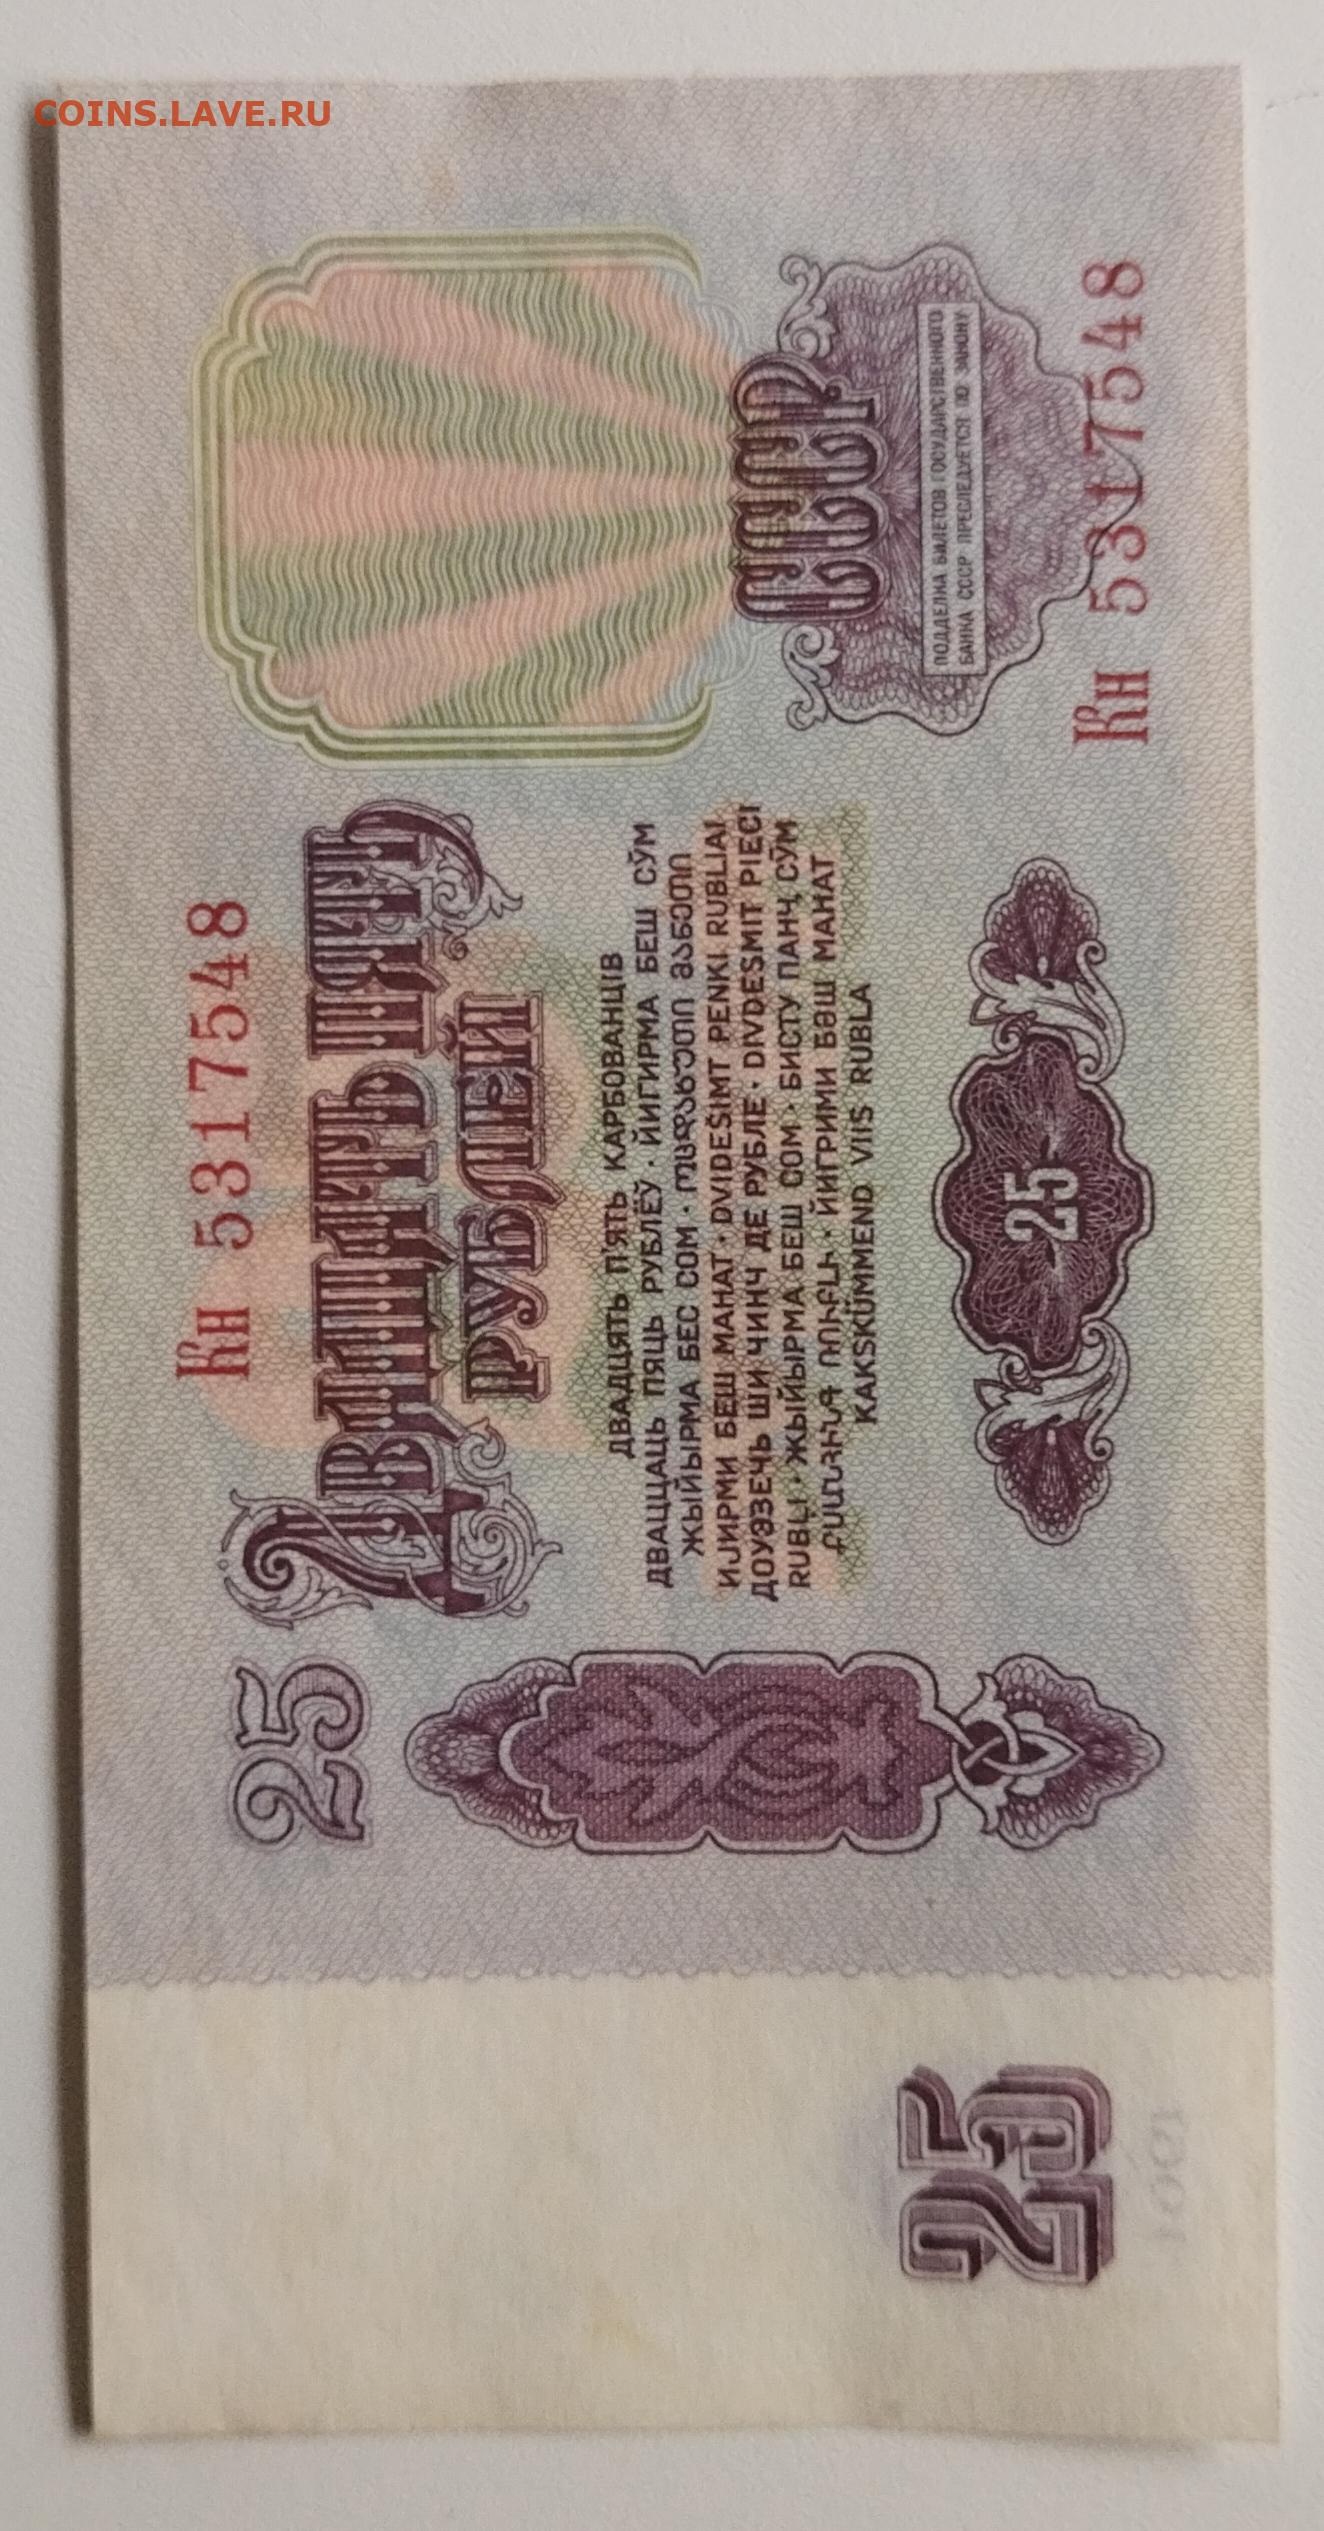 COINS.LAVE.RU
25
Кн 5317548
ДВАДЦАТЬ ПЯТЬ
РУБЛЕЙ
ДВАДЦЯТЬ П'ЯТЬ КАРБОВАНЦІВ
ДВАЦЦАЦЬ ПЯЦЬ РУБЛЁЎ · ЙИГИРМА БЕШ СЎМ
ЖЫЙЫРМА БЕС СОМ · ᲝᲪᲓᲐᲮᲣᲗᲘ ᲛᲐᲜᲔᲗᲘ
ИЈИРМИ БЕШ МАНАТ · DVIDEŠIMT PENKI RUBLIAI
ДОУЭЗЕЧЬ ШИ ЧИНЧ ДЕ РУБЛЕ · DIVDESMIT PIECI
RUBĻI · ЖЫЙЫРМА БЕШ СОМ · БИСТУ ПАНҶ СӮМ
ՔՍԱՆՀԻՆԳ ՌՈՒԲԼԻ · ЙИГРИМИ БӘШ МАНАТ
KAKSKÜMMEND VIIS RUBLA
25
СССР
ПОДДЕЛКА БИЛЕТОВ ГОСУДАРСТВЕННОГО
БАНКА СССР ПРЕСЛЕДУЕТСЯ ПО ЗАКОНУ
Кн 5317548
25
1961